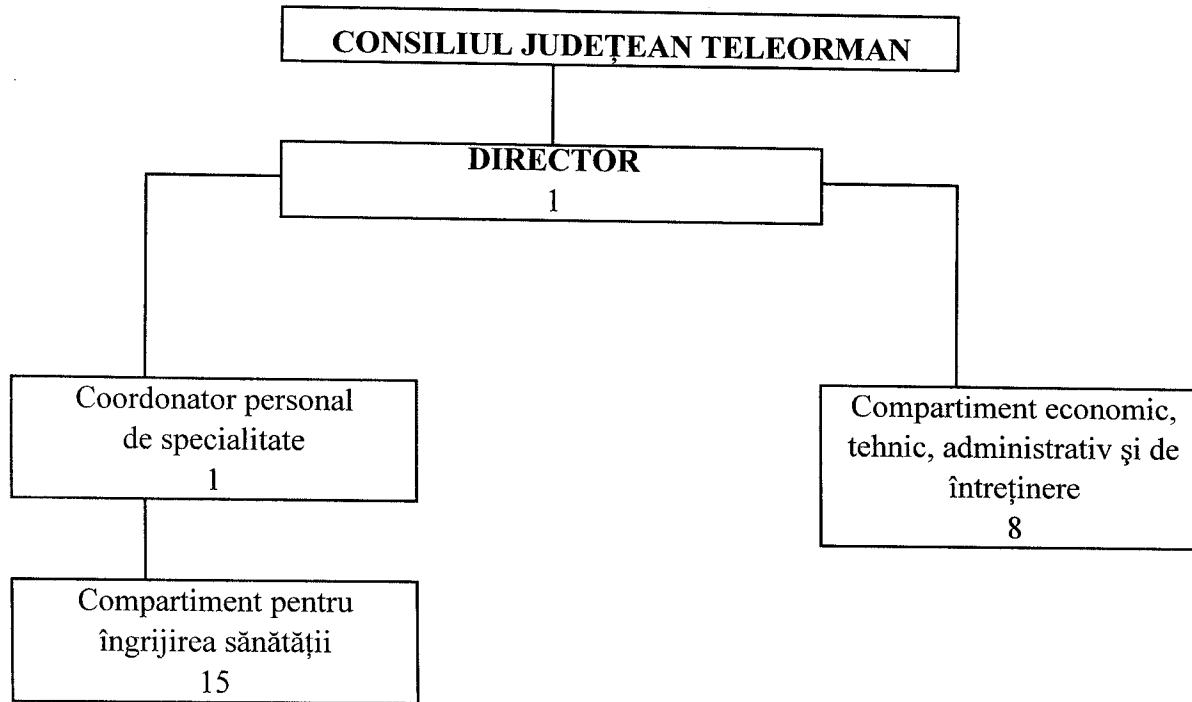 CONSILIUL JUDEȚEAN TELEORMAN
DIRECTOR
1
Coordonator personal
de specialitate
1
Compartiment pentru
îngrijirea sănătății
15
Compartiment economic,
tehnic, administrativ şi de
întreținere
8